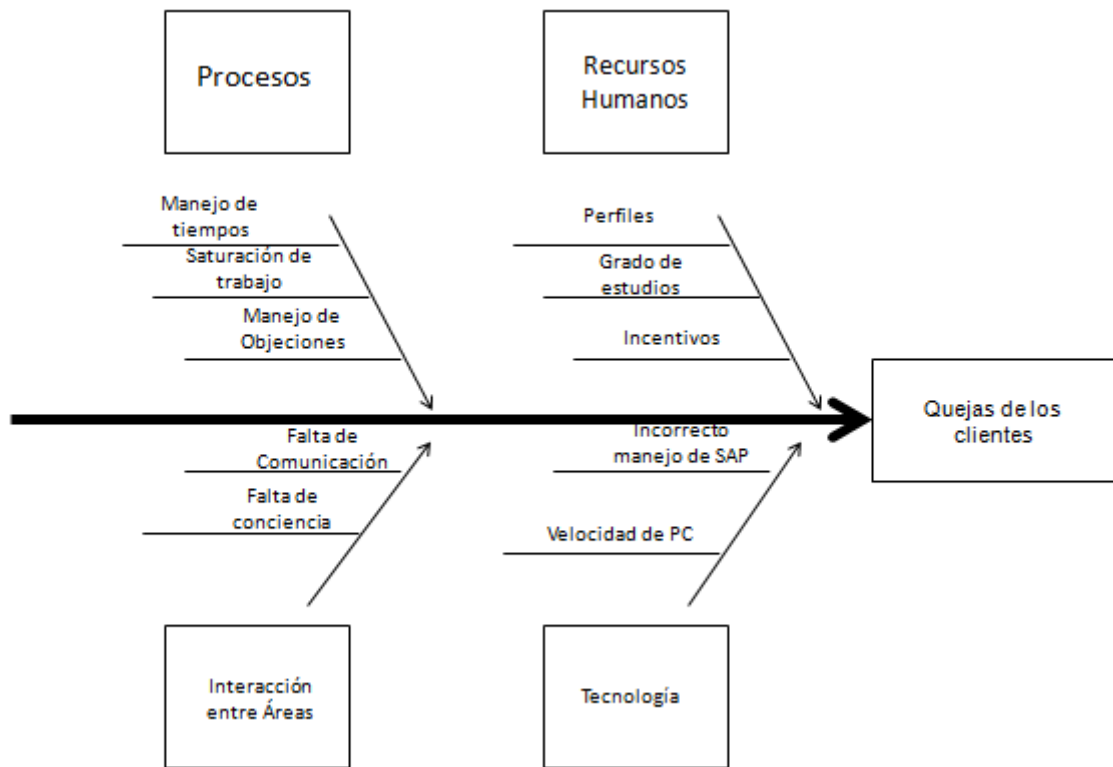 Procesos
Recursos
Humanos
Manejo de
tiempos
Saturación de
trabajo
Manejo de
Objeciones
Perfiles
Grado de
estudios
Incentivos
Quejas de los
clientes
Falta de
Comunicación
Falta de
conciencia
Incorrecto
manejo de SAP
Velocidad de PC
Interacción
entre Áreas
Tecnología